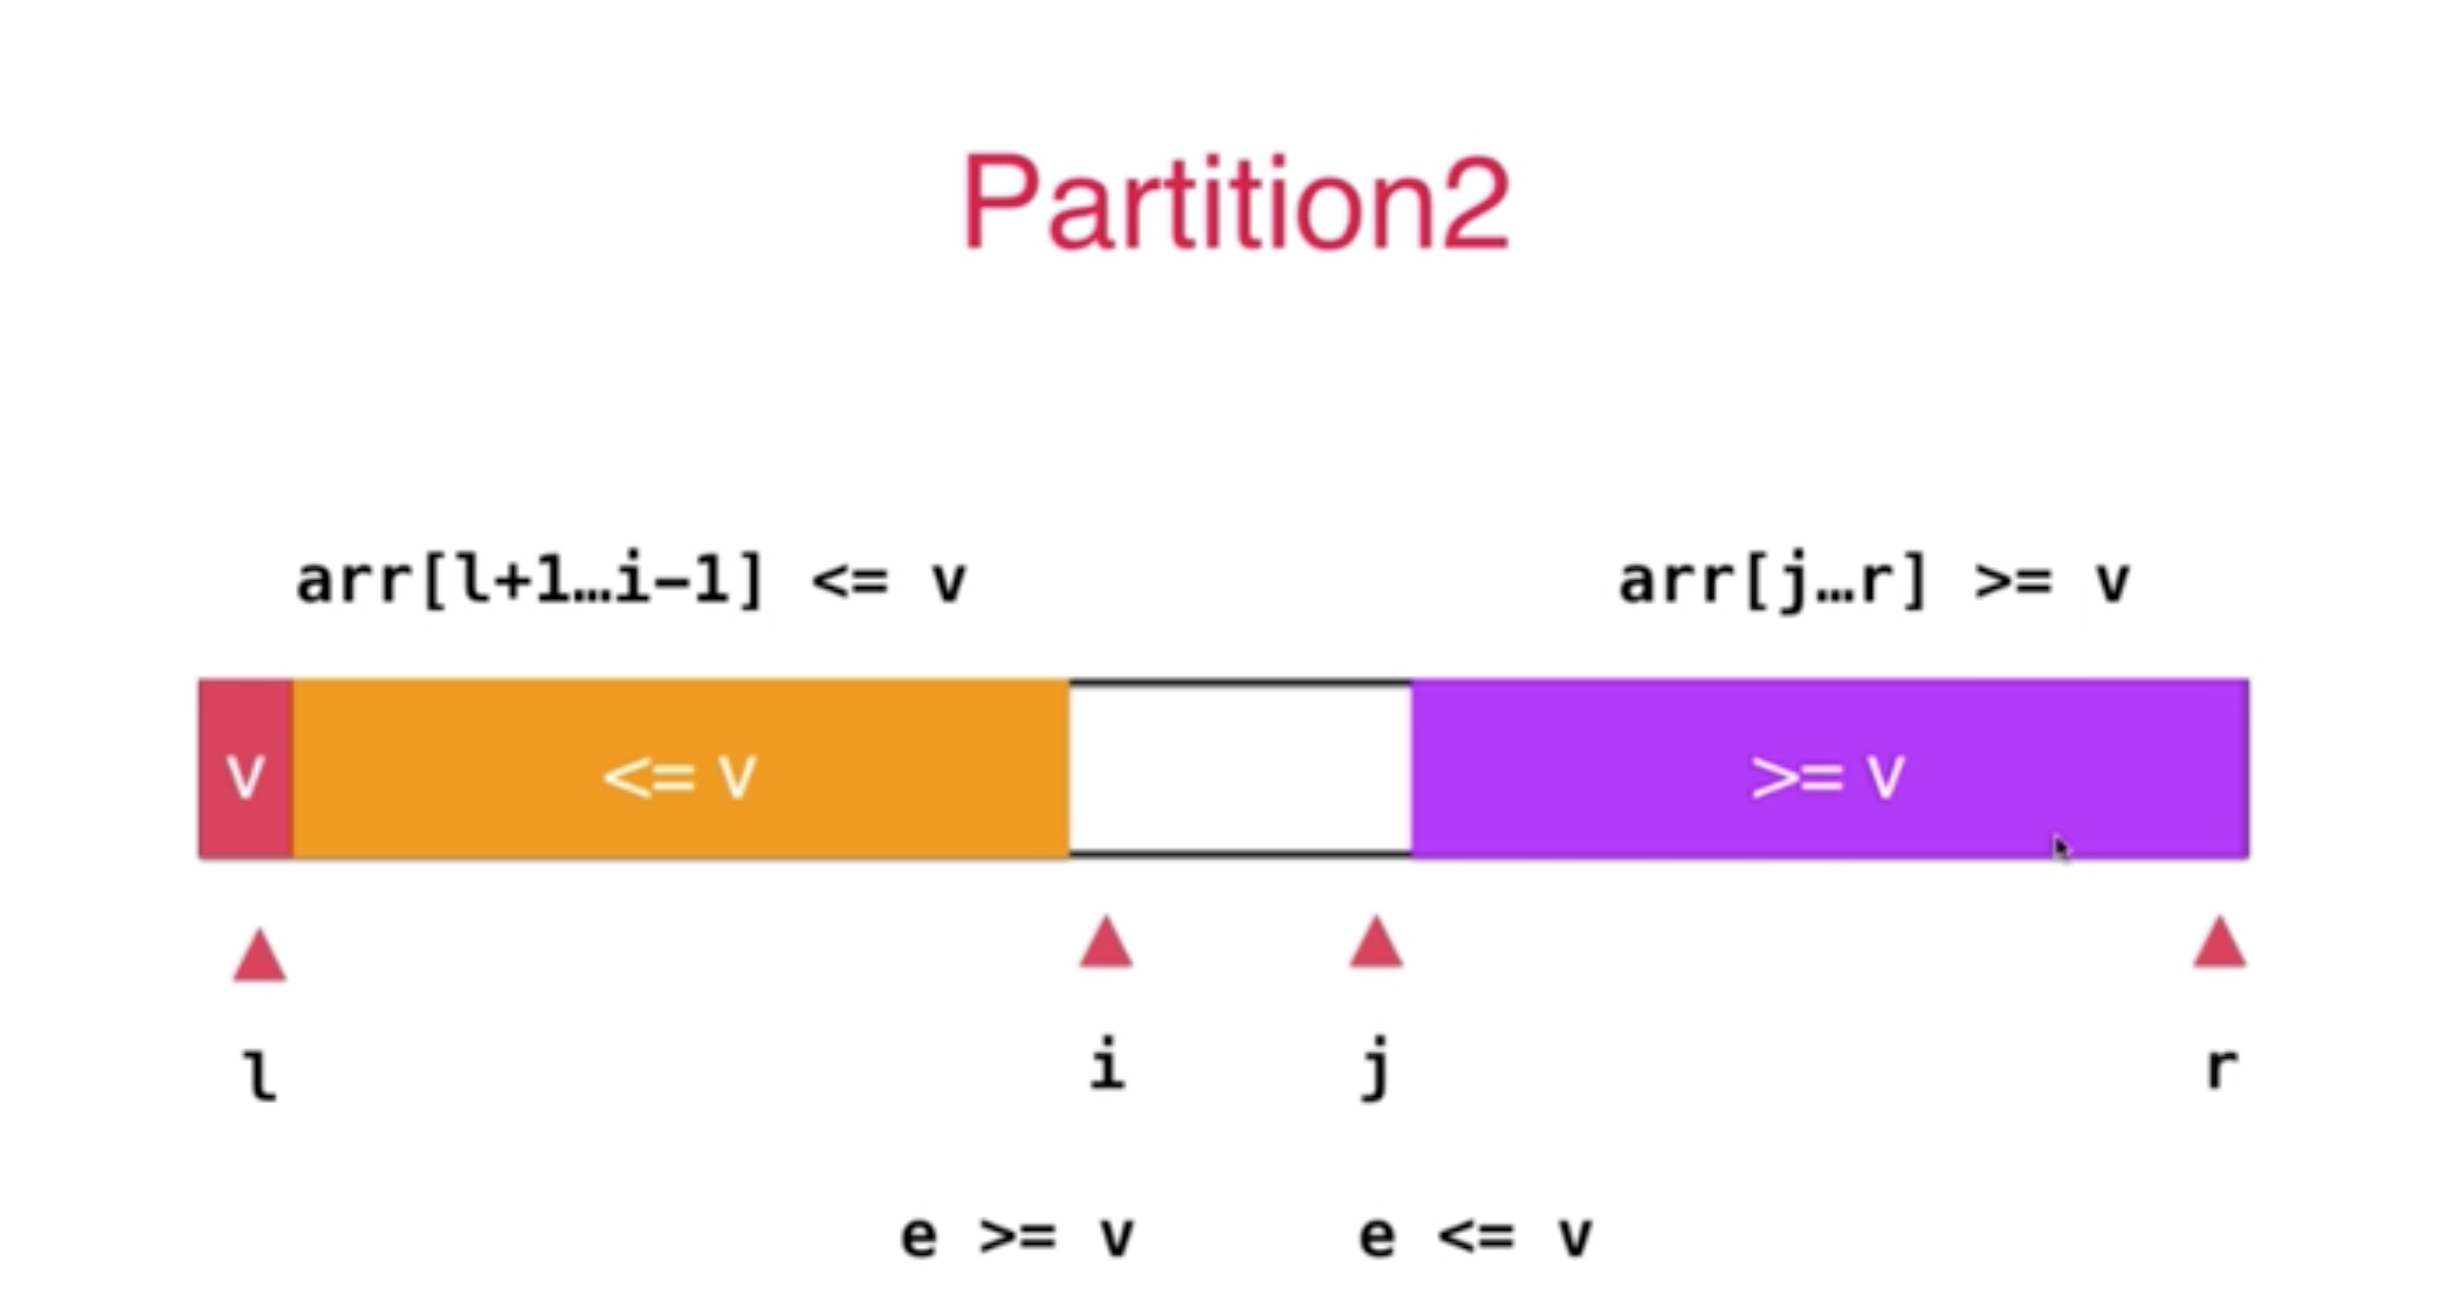 Partition2
arr[l+1…i-1] <= v
arr[j…r] >= v
v
<= v
>= v
l
i
j
r
e >= v
e <= v